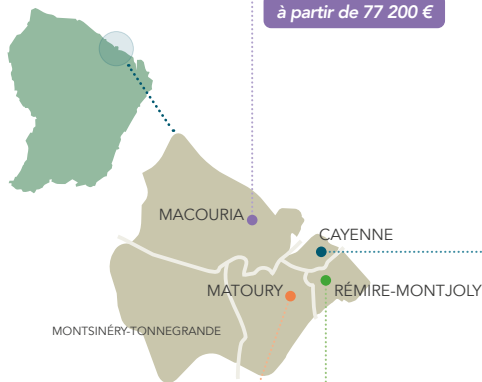 à partir de 77 200 €
MACOURIA
CAYENNE
MATOURY
RÉMIRE-MONTJOLY
MONTSINÉRY-TONNEGRANDE